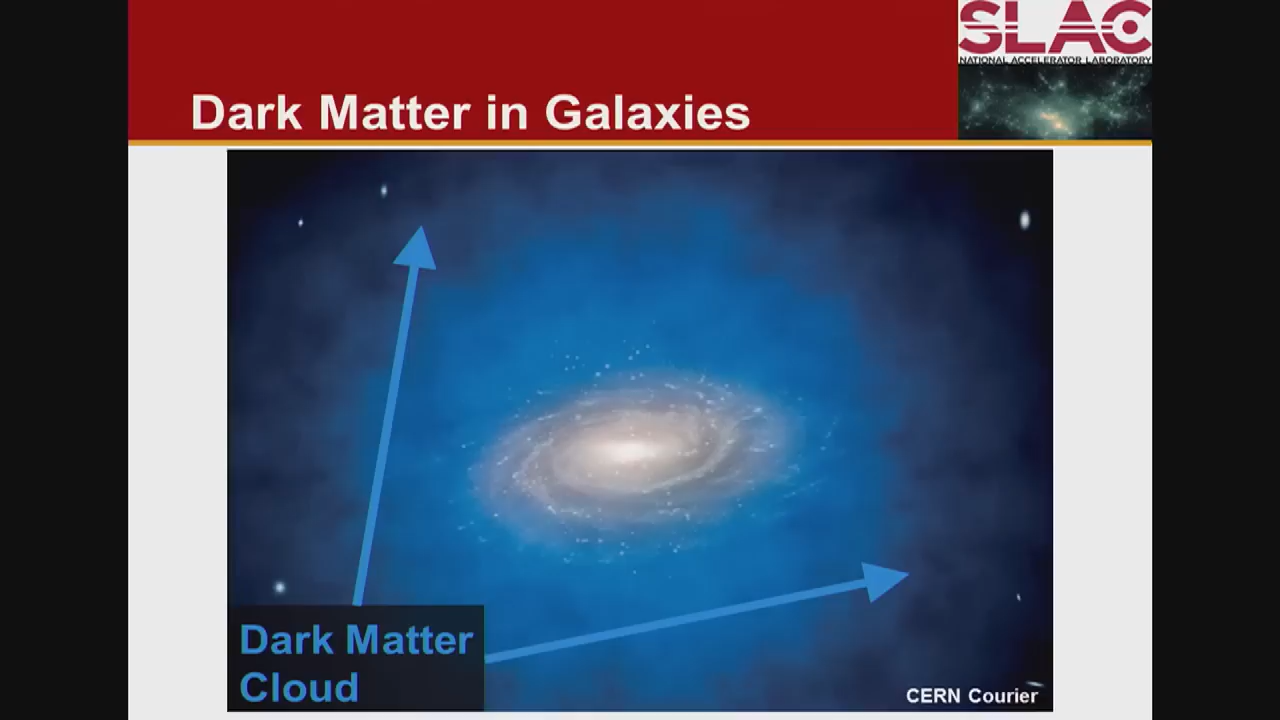 SLAC
NATIONAL ACCELERATOR LABORATORY
Dark Matter in Galaxies
Dark Matter
Cloud
CERN Courier